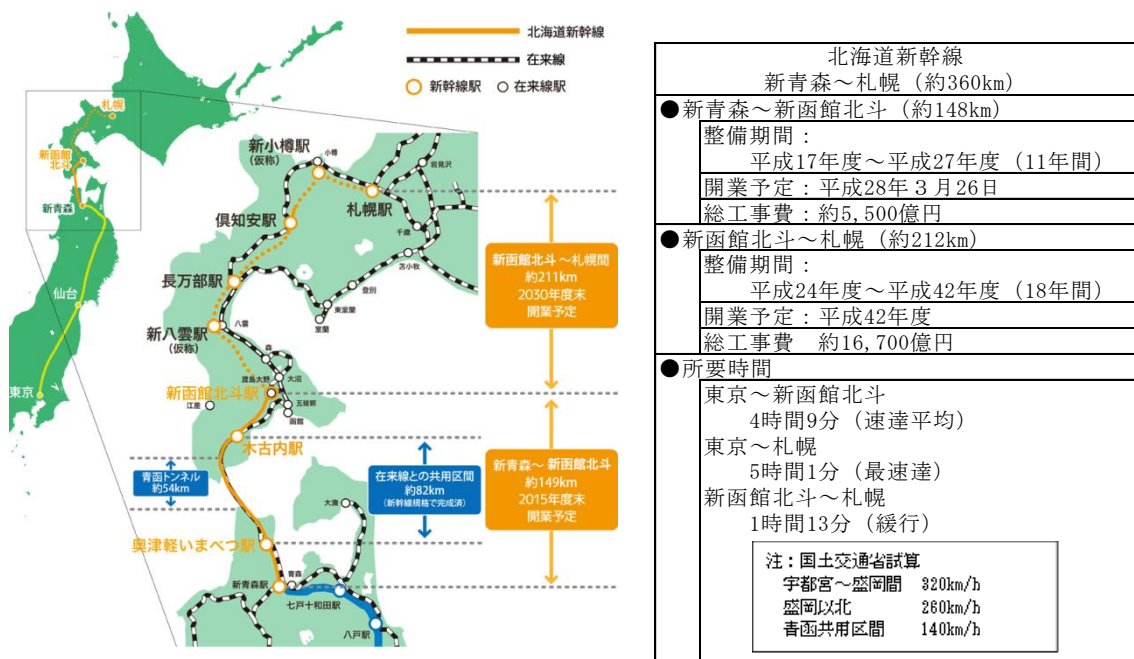 北海道新幹線
在来線
新幹線駅
在来線駅
札幌
新函館
北斗
新青森
仙台
東京
新小樽駅
(仮称)
小樽
岩見沢
札幌駅
倶知安駅
千歳
苫小牧
長万部駅
登別
東室蘭
室蘭
新八雲駅
(仮称)
八雲
森
渡島大野
大沼
新函館北斗駅
江差
五稜郭
函館
木古内駅
新函館北斗～札幌間
約211km
2030年度末
開業予定
青函トンネル
約54km
在来線との共用区間
約82km
(新幹線規格で完成済)
新青森～新函館北斗
約149km
2015年度末
開業予定
大湊
奥津軽いまべつ駅
新青森駅
青森
七戸十和田駅
八戸駅
北海道新幹線
新青森～札幌（約360km）
●新青森～新函館北斗（約148km）
整備期間：
平成17年度～平成27年度（11年間）
開業予定：平成28年３月26日
総工事費：約5,500億円
●新函館北斗～札幌（約212km）
整備期間：
平成24年度～平成42年度（18年間）
開業予定：平成42年度
総工事費　約16,700億円
●所要時間
東京～新函館北斗
4時間9分（速達平均）
東京～札幌
5時間1分（最速達）
新函館北斗～札幌
1時間13分（緩行）
注：国土交通省試算
宇都宮～盛岡間　320km/h
盛岡以北　260km/h
青函共用区間　140km/h